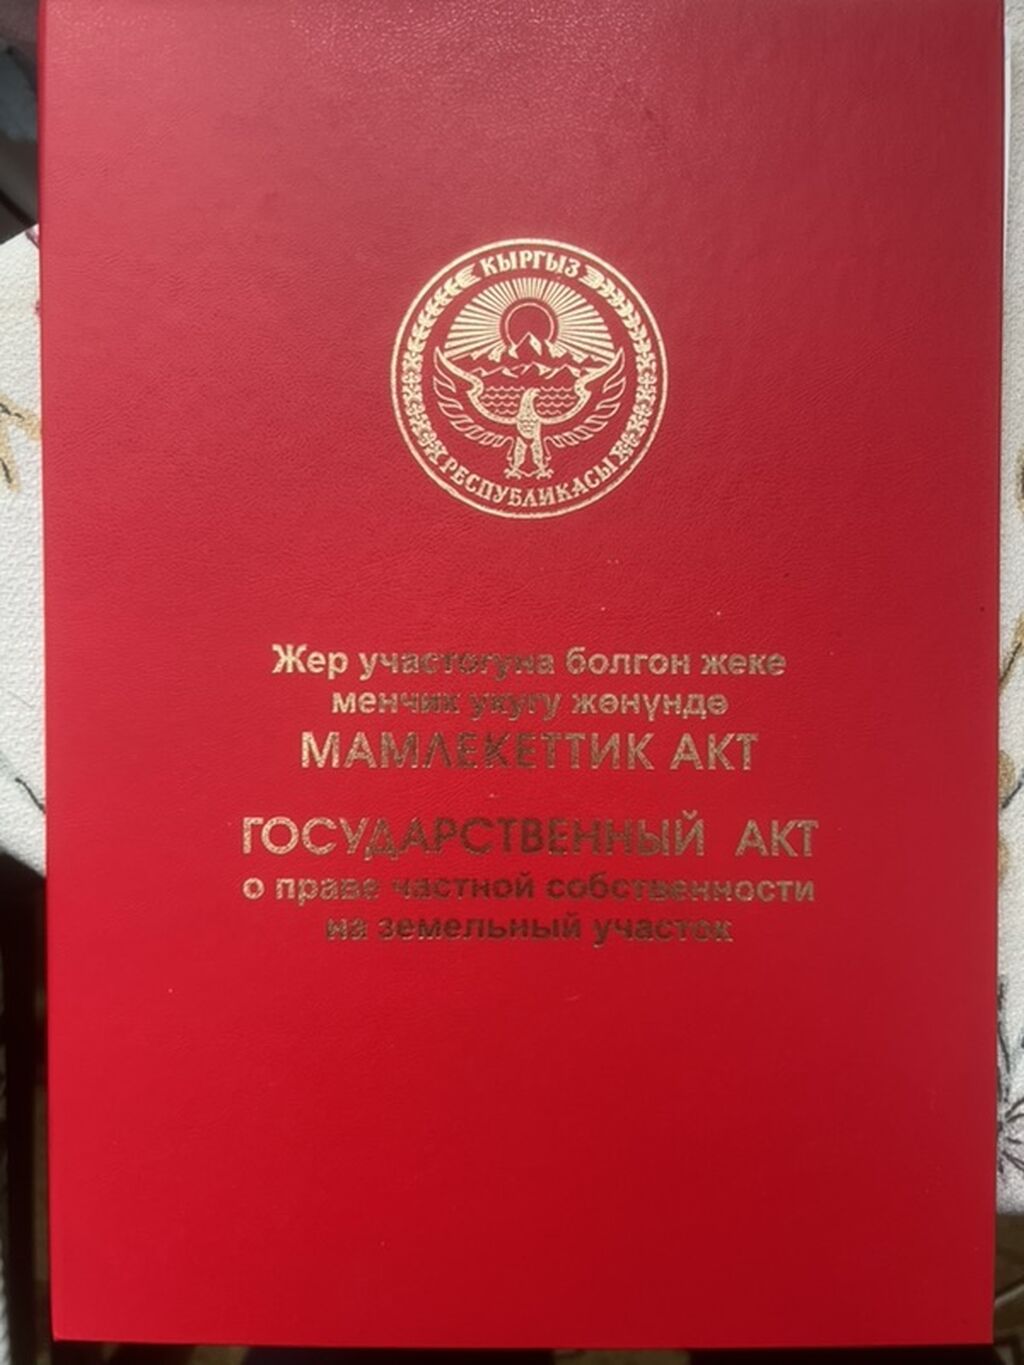 КЫРГЫЗ
РЕСПУБЛИКАСЫ
Жер участогуна болгон жеке
менчик укугу жөнүндө
МАМЛЕКЕТТИК АКТ
ГОСУДАРСТВЕННЫЙ АКТ
о праве частной собственности
на земельный участок